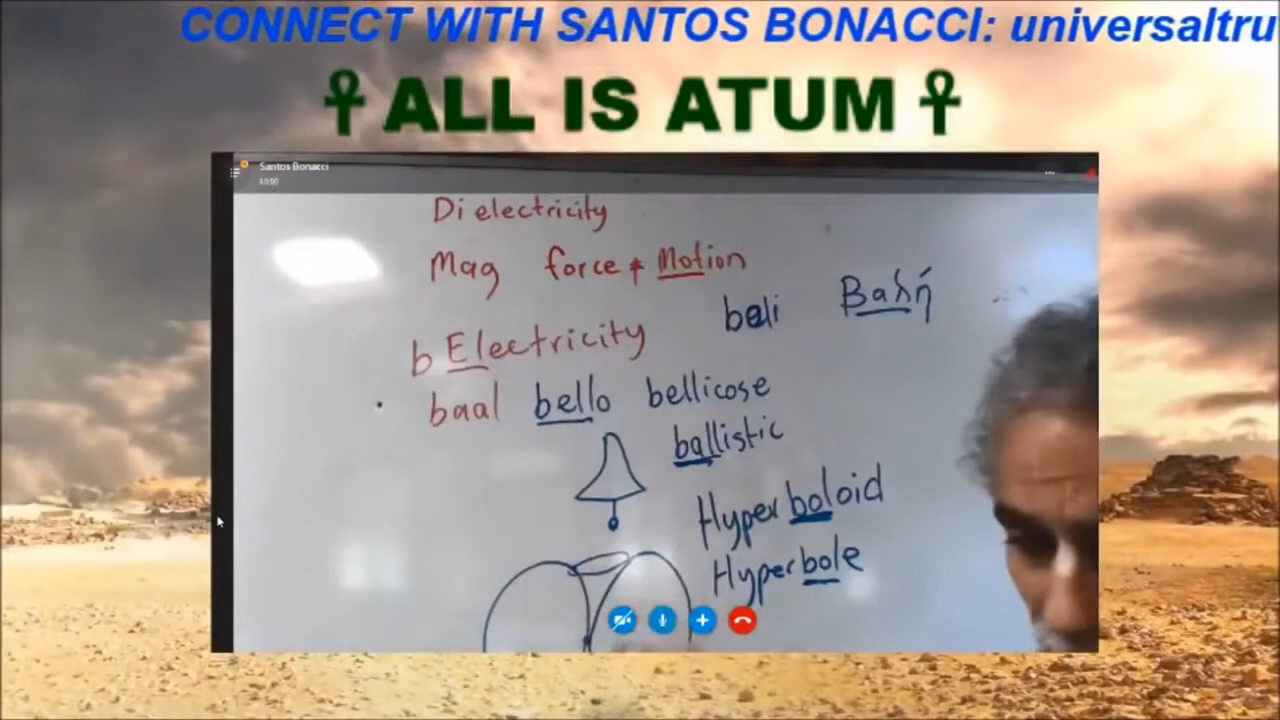 CONNECT WITH SANTOS BONACCI: universaltru
ALL IS ATUM
Santos Bonacci
Di electricity
Mag force & Motion
beli Βαλή
b Electricity
baal bello bellicose
ballistic
Hyperboloid
Hyperbole